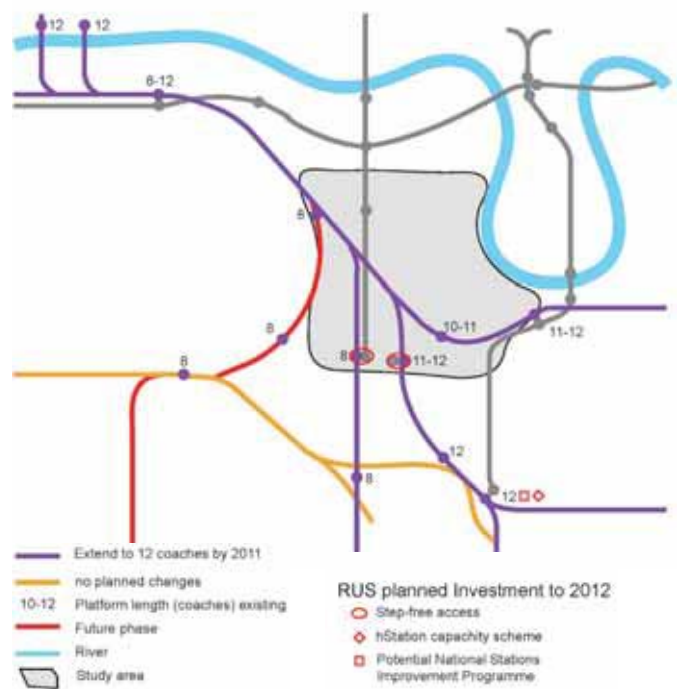 12
12
6-12
8
8
10-11
11-12
8
11-12
8
12
8
12
Extend to 12 coaches by 2011
no planned changes
10-12 Platform length (coaches) existing
Future phase
River
Study area
RUS planned Investment to 2012
Step-free access
hStation capachity scheme
Potential National Stations
Improvement Programme